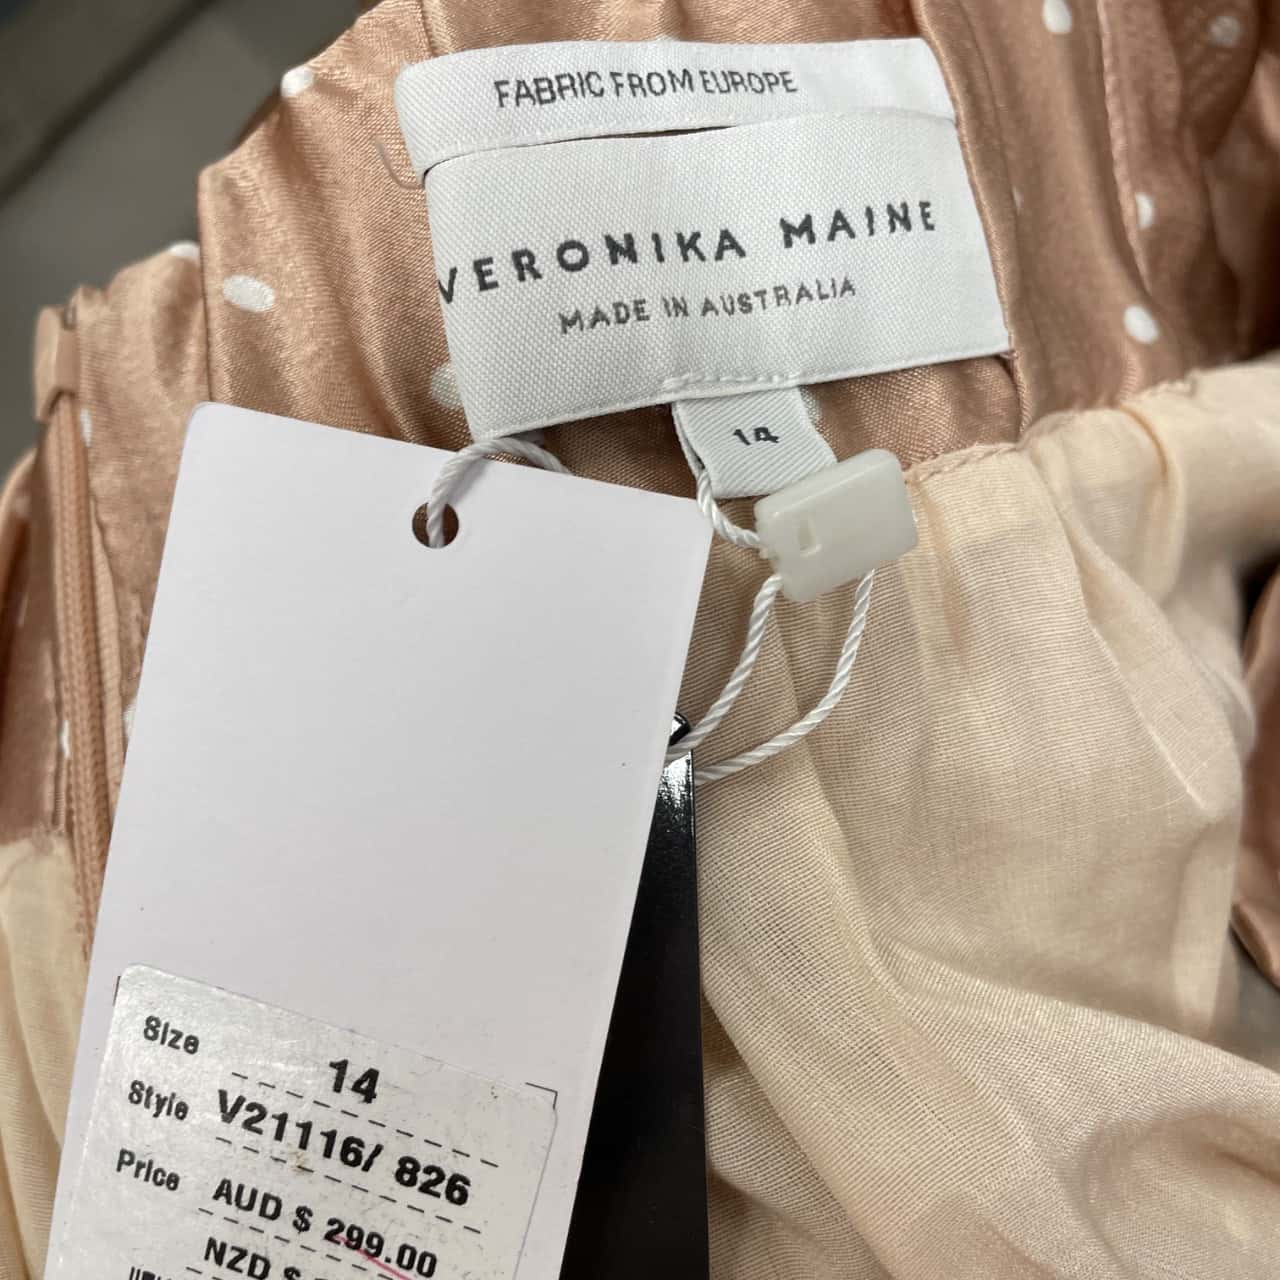 FABRIC FROM EUROPE
VERONIKA MAINE
MADE IN AUSTRALIA
14
Size 14
Style V21116/ 826
Price AUD $ 299.00
NZD $